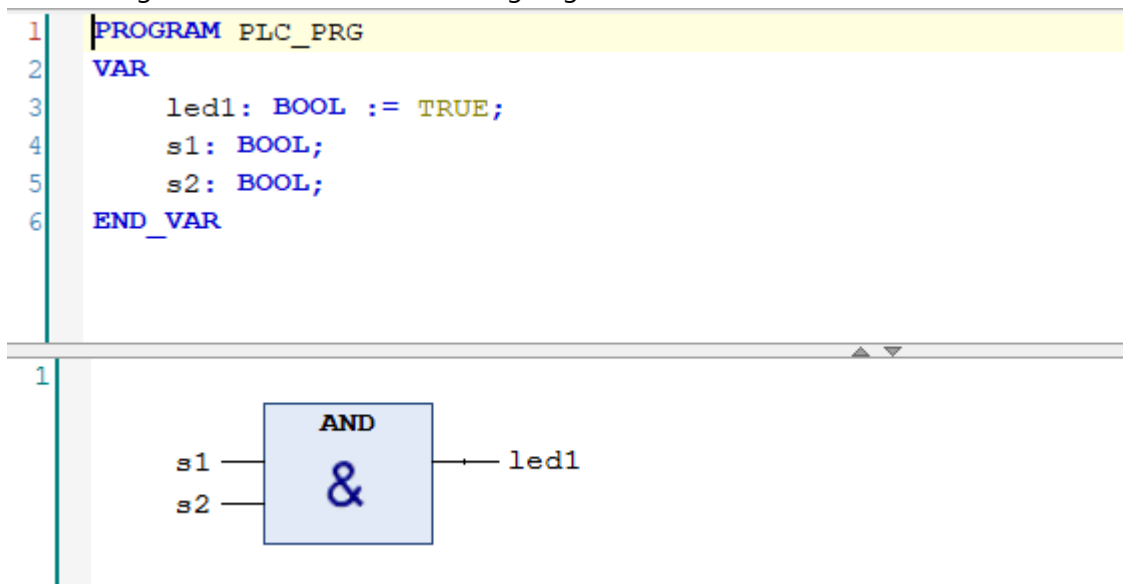 1 PROGRAM PLC_PRG
2 VAR
3 led1: BOOL := TRUE;
4 s1: BOOL;
5 s2: BOOL;
6 END_VAR
1
AND
s1 & led1
s2